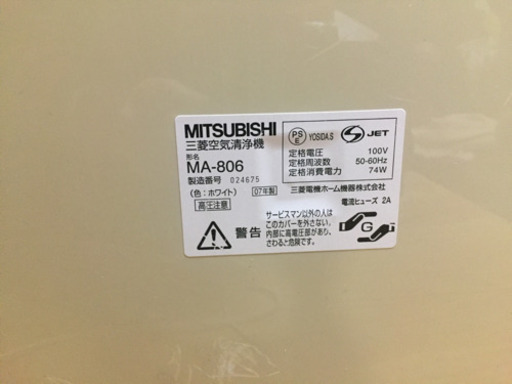 MITSUBISHI
三菱空気清浄機
形名
MA-806
製造番号 024675
(色:ホワイト) 07年製
高圧注意
PS E YOSIDA.S S JET
定格電圧 100V
定格周波数 50-60Hz
定格消費電力 74W
三菱電機ホーム機器株式会社
電流ヒューズ 2A
警告
サービスマン以外の人は
このカバーを外さない。
内部に高電圧部があり、
さわると危険です。
G